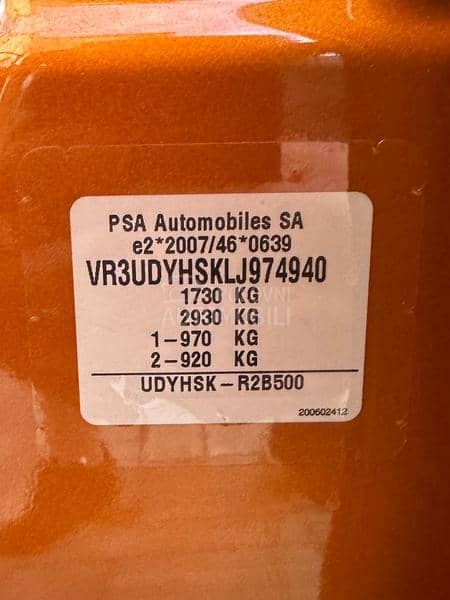 PSA Automobiles SA
e2*2007/46*0639
VR3UDYHSKLJ974940
1730 KG
2930 KG
1-970 KG
2-920 KG
UDYHSK-R2B500
200602412